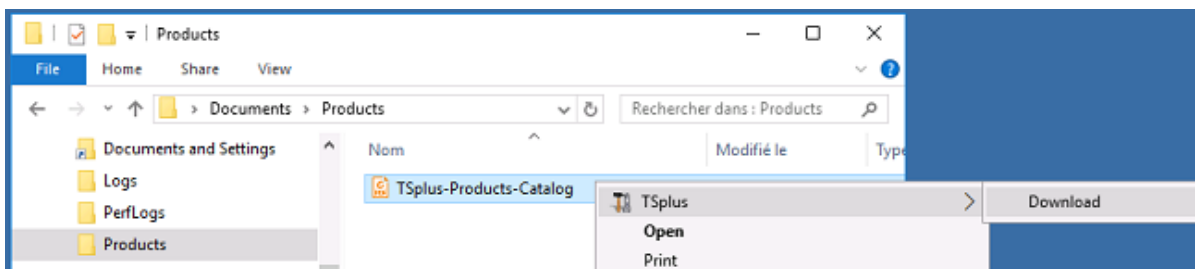 Products
File Home Share View
Documents > Products Rechercher dans : Products
Documents and Settings Nom Modifié le Type
Logs TSplus-Products-Catalog TSplus > Download
PerfLogs Open
Products Print